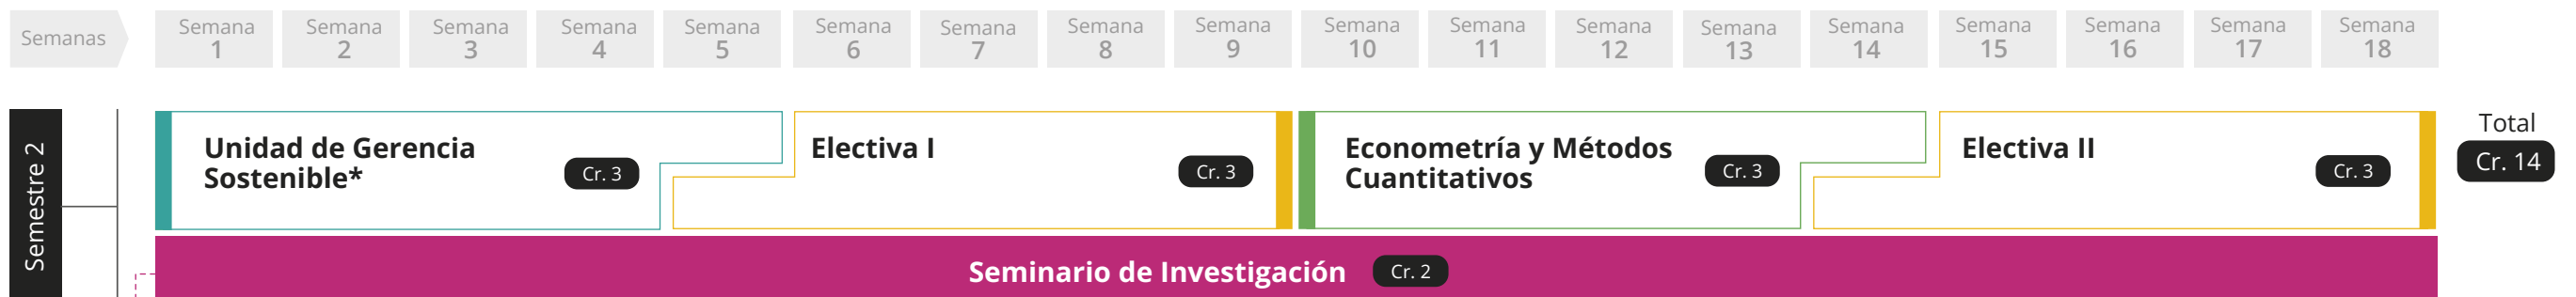 Semanas
Semana 1
Semana 2
Semana 3
Semana 4
Semana 5
Semana 6
Semana 7
Semana 8
Semana 9
Semana 10
Semana 11
Semana 12
Semana 13
Semana 14
Semana 15
Semana 16
Semana 17
Semana 18
Semestre 2
Unidad de Gerencia
Sostenible*
Cr. 3
Electiva I
Cr. 3
Econometría y Métodos
Cuantitativos
Cr. 3
Electiva II
Cr. 3
Total
Cr. 14
Seminario de Investigación
Cr. 2